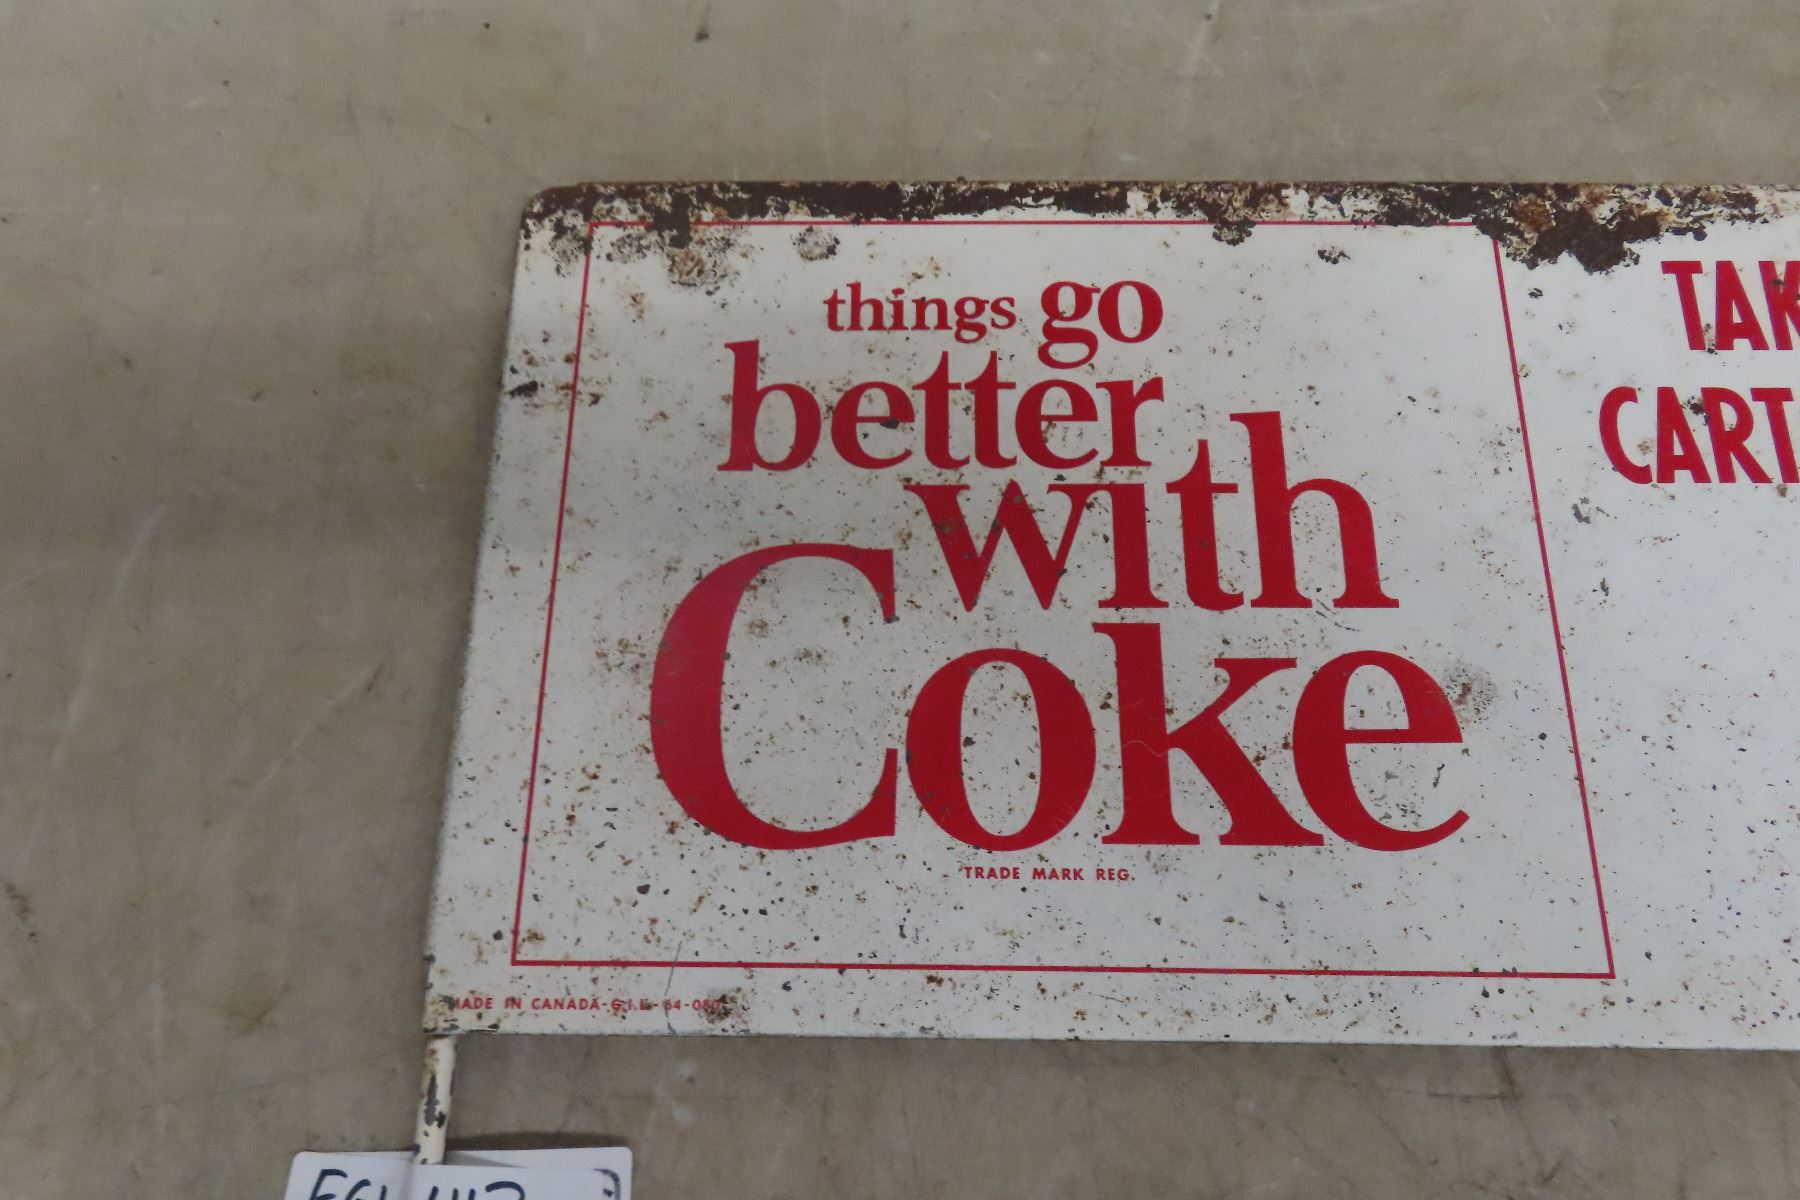 things go
better
with
Coke
TRADE MARK REG.
MADE IN CANADA
TAK
CART